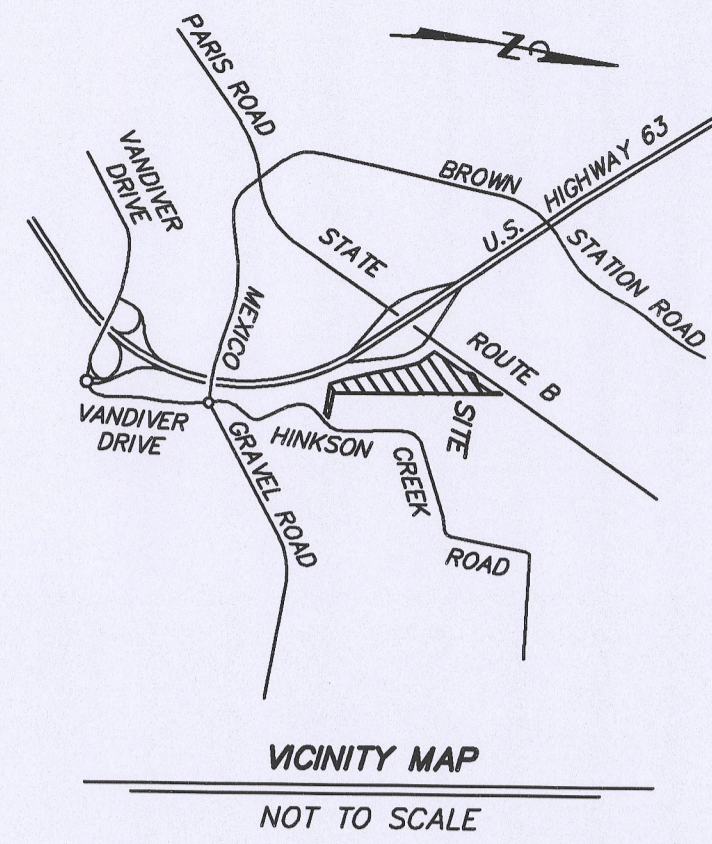 PARIS ROAD
N
VANDIVER
DRIVE
BROWN
U.S. HIGHWAY 63
STATE
STATION ROAD
MEXICO
ROUTE B
VANDIVER
DRIVE
GRAVEL ROAD
HINKSON
CREEK
ROAD
SITE
VICINITY MAP
NOT TO SCALE